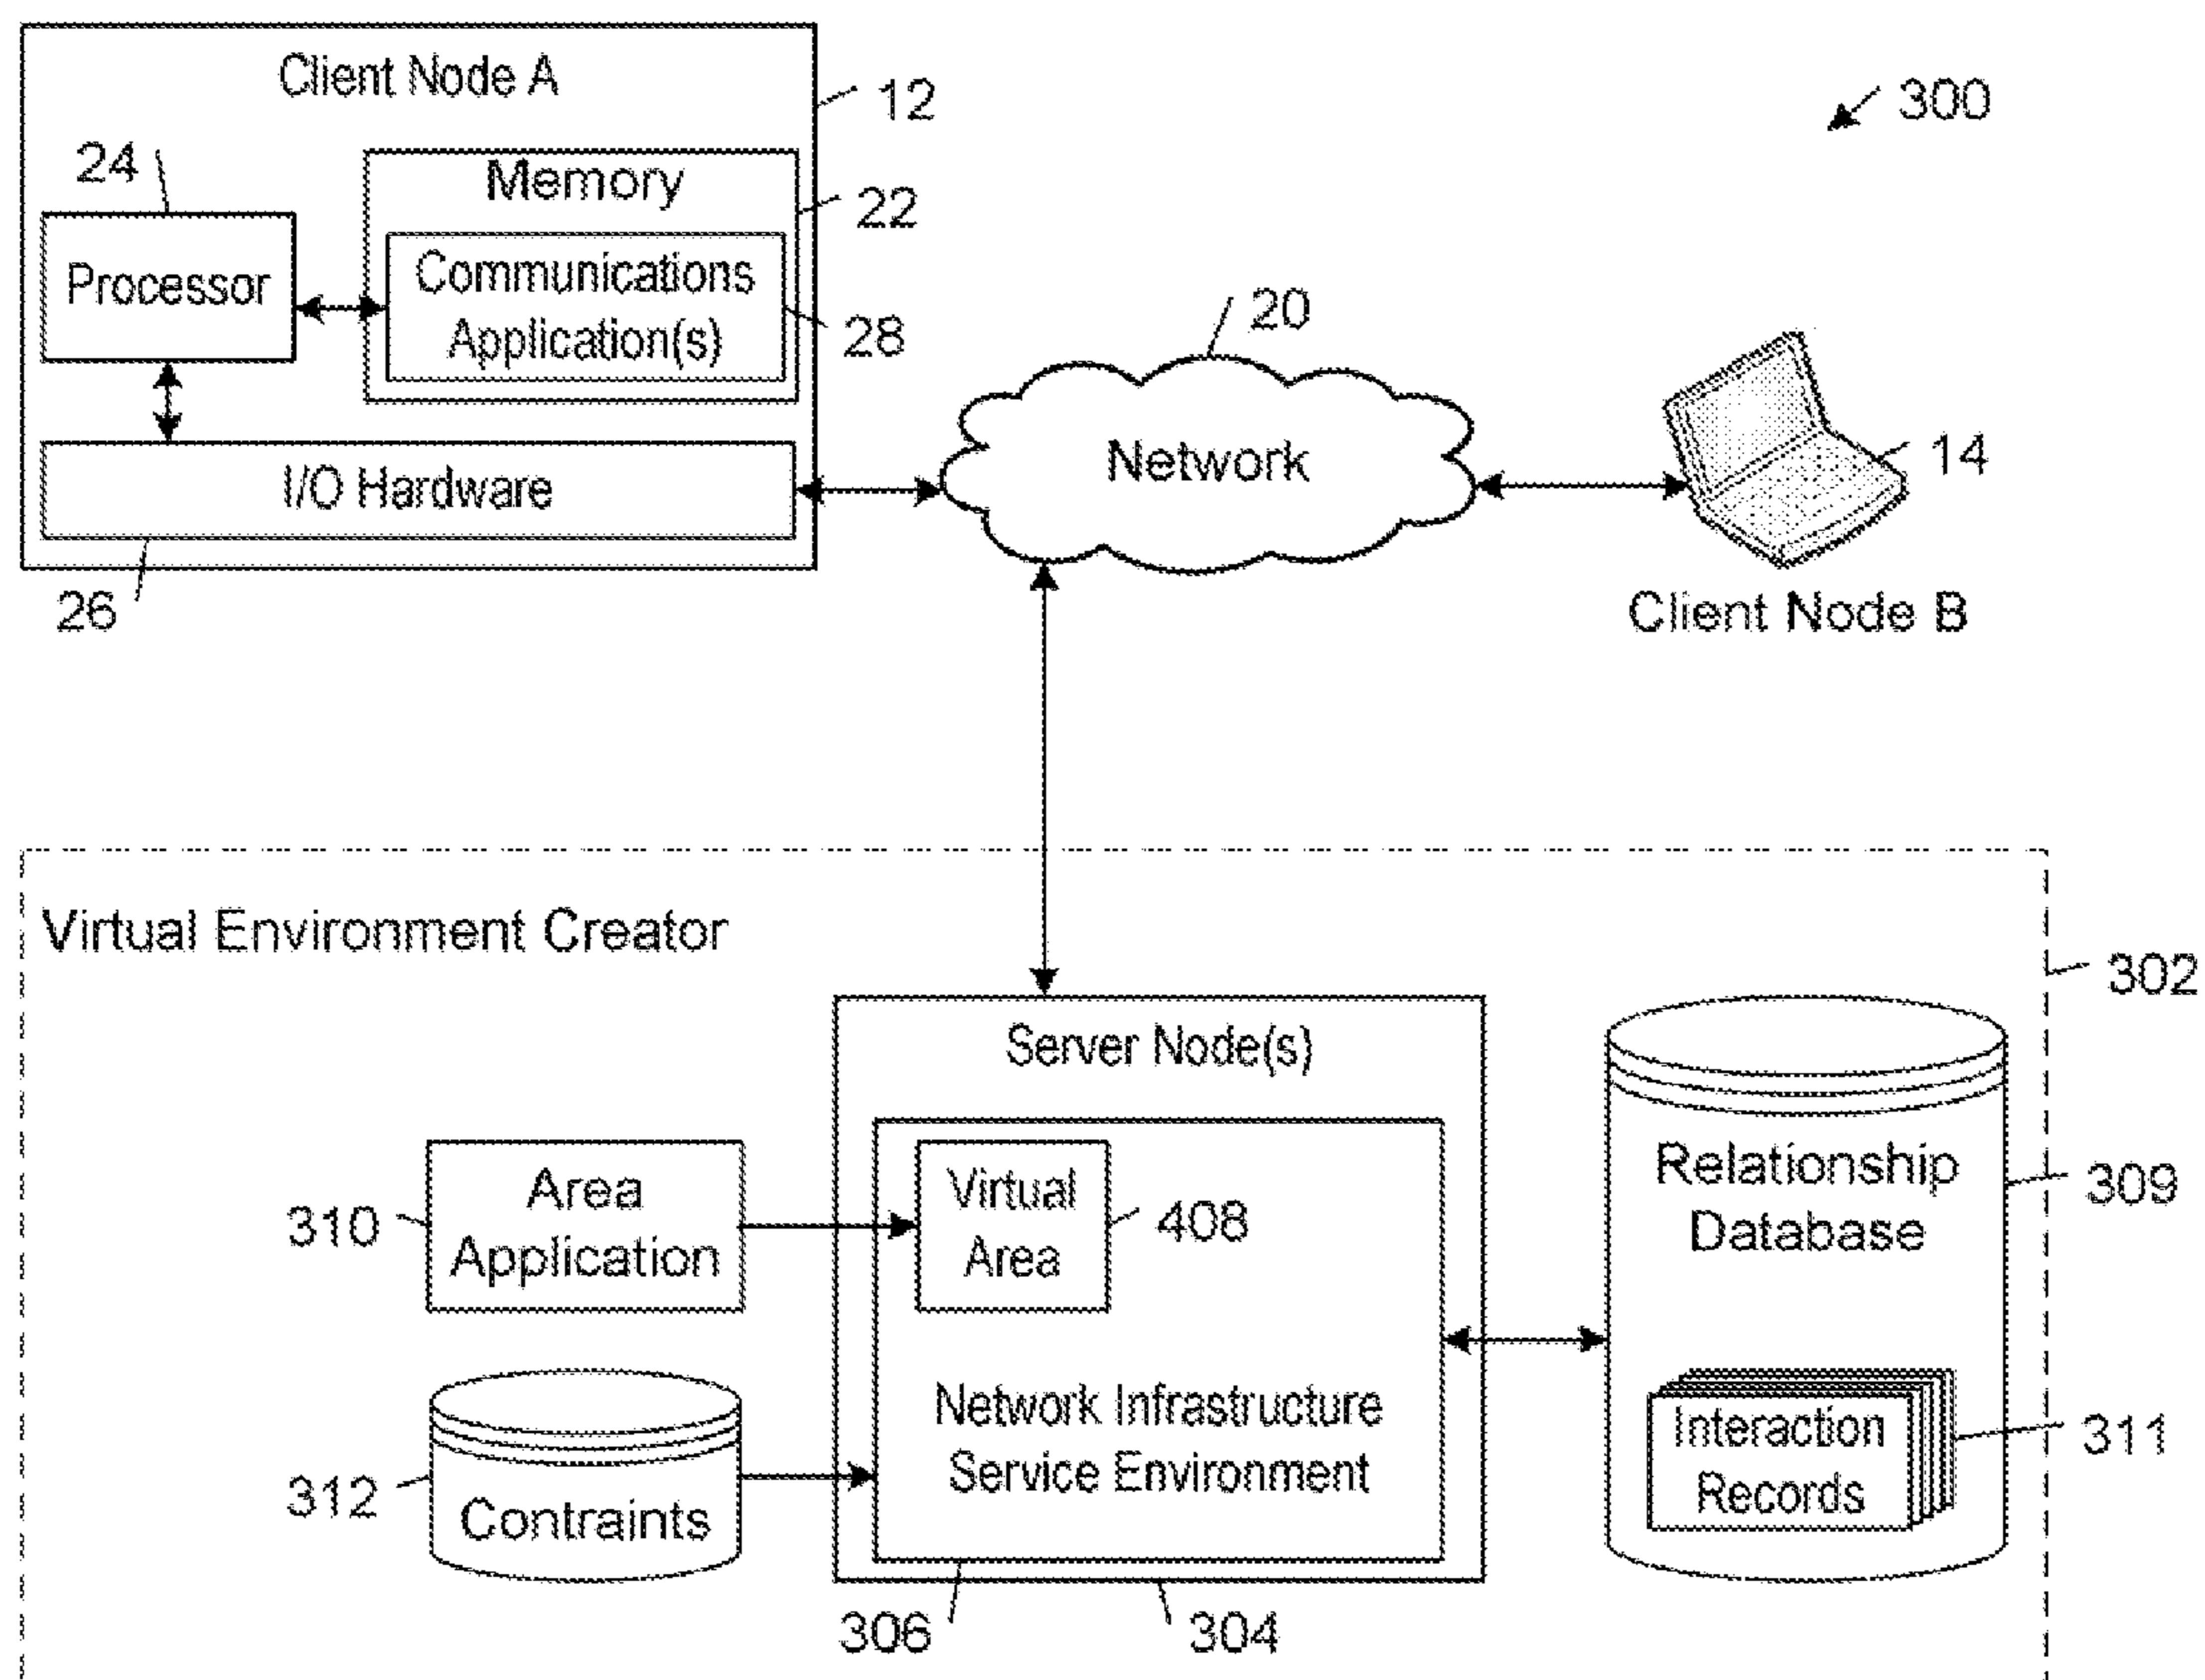 Client Node A
12
300
24
Memory
22
Processor
Communications
Application(s)
28
20
I/O Hardware
Network
14
26
Client Node B
Virtual Environment Creator
302
Server Node(s)
Relationship
Database
309
Area
Application
310
Virtual
Area
408
Network Infrastructure
Service Environment
Interaction
Records
311
312
Contraints
306
304